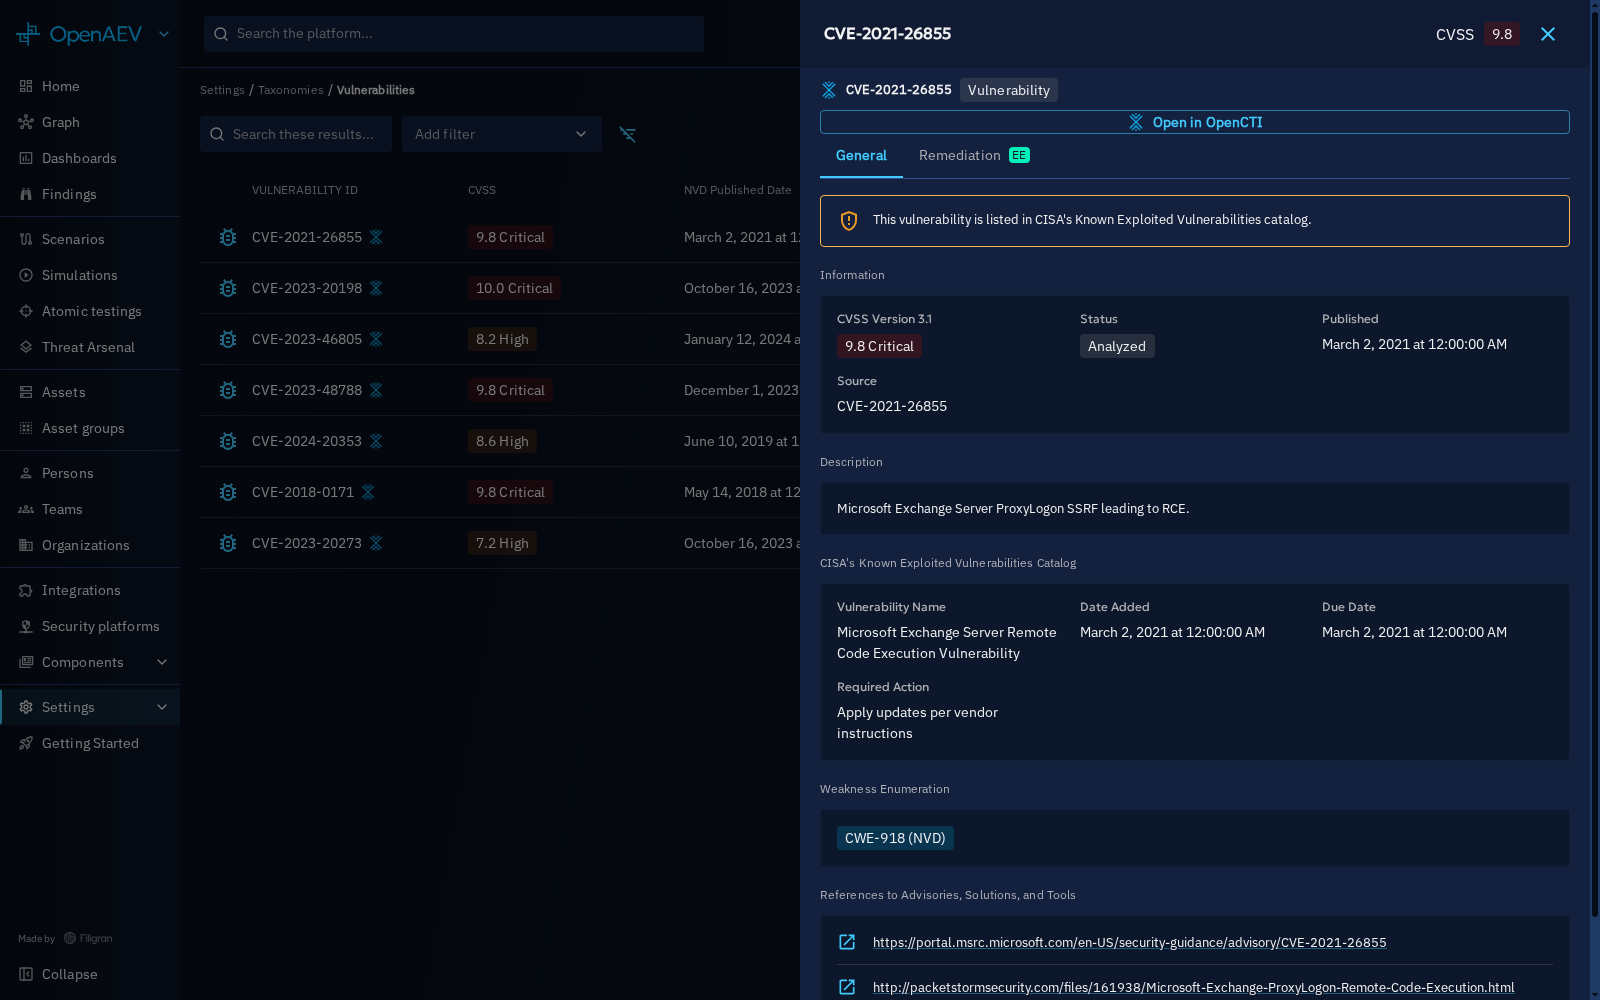 OpenAEV
Search the platform...
Home
Graph
Dashboards
Findings
Scenarios
Simulations
Atomic testings
Threat Arsenal
Assets
Asset groups
Persons
Teams
Organizations
Integrations
Security platforms
Components
Settings
Getting Started
Made by Filigran
Collapse
Settings / Taxonomies / Vulnerabilities
Search these results...
Add filter
VULNERABILITY ID CVSS NVD Published Date
CVE-2021-26855 9.8 Critical March 2, 2021 at 1
CVE-2023-20198 10.0 Critical October 16, 2023 a
CVE-2023-46805 8.2 High January 12, 2024 a
CVE-2023-48788 9.8 Critical December 1, 2023
CVE-2024-20353 8.6 High June 10, 2019 at 1
CVE-2018-0171 9.8 Critical May 14, 2018 at 12
CVE-2023-20273 7.2 High October 16, 2023 a
CVE-2021-26855
CVSS 9.8
CVE-2021-26855 Vulnerability
Open in OpenCTI
General
Remediation EE
This vulnerability is listed in CISA's Known Exploited Vulnerabilities catalog.
Information
CVSS Version 3.1 Status Published
9.8 Critical Analyzed March 2, 2021 at 12:00:00 AM
Source
CVE-2021-26855
Description
Microsoft Exchange Server ProxyLogon SSRF leading to RCE.
CISA's Known Exploited Vulnerabilities Catalog
Vulnerability Name Date Added Due Date
Microsoft Exchange Server Remote March 2, 2021 at 12:00:00 AM March 2, 2021 at 12:00:00 AM
Code Execution Vulnerability
Required Action
Apply updates per vendor
instructions
Weakness Enumeration
CWE-918 (NVD)
References to Advisories, Solutions, and Tools
https://portal.msrc.microsoft.com/en-US/security-guidance/advisory/CVE-2021-26855
http://packetstormsecurity.com/files/161938/Microsoft-Exchange-ProxyLogon-Remote-Code-Execution.html